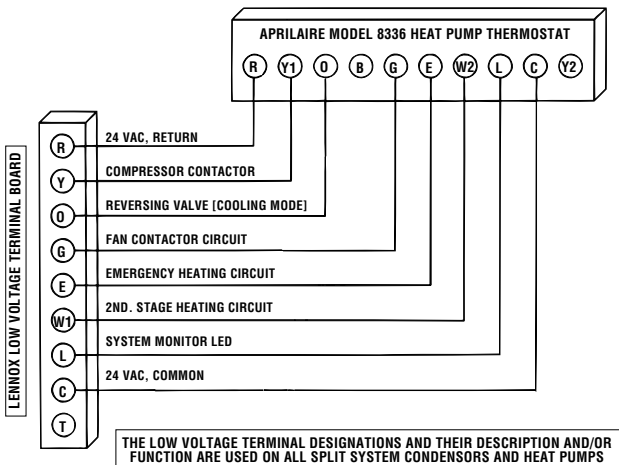 APRILAIRE MODEL 8336 HEAT PUMP THERMOSTAT
R Y1 O B G E W2 L C Y2
LENNOX LOW VOLTAGE TERMINAL BOARD
R 24 VAC, RETURN
Y COMPRESSOR CONTACTOR
O REVERSING VALVE [COOLING MODE]
G FAN CONTACTOR CIRCUIT
E EMERGENCY HEATING CIRCUIT
W1 2ND. STAGE HEATING CIRCUIT
L SYSTEM MONITOR LED
C 24 VAC, COMMON
T
THE LOW VOLTAGE TERMINAL DESIGNATIONS AND THEIR DESCRIPTION AND/OR
FUNCTION ARE USED ON ALL SPLIT SYSTEM CONDENSORS AND HEAT PUMPS